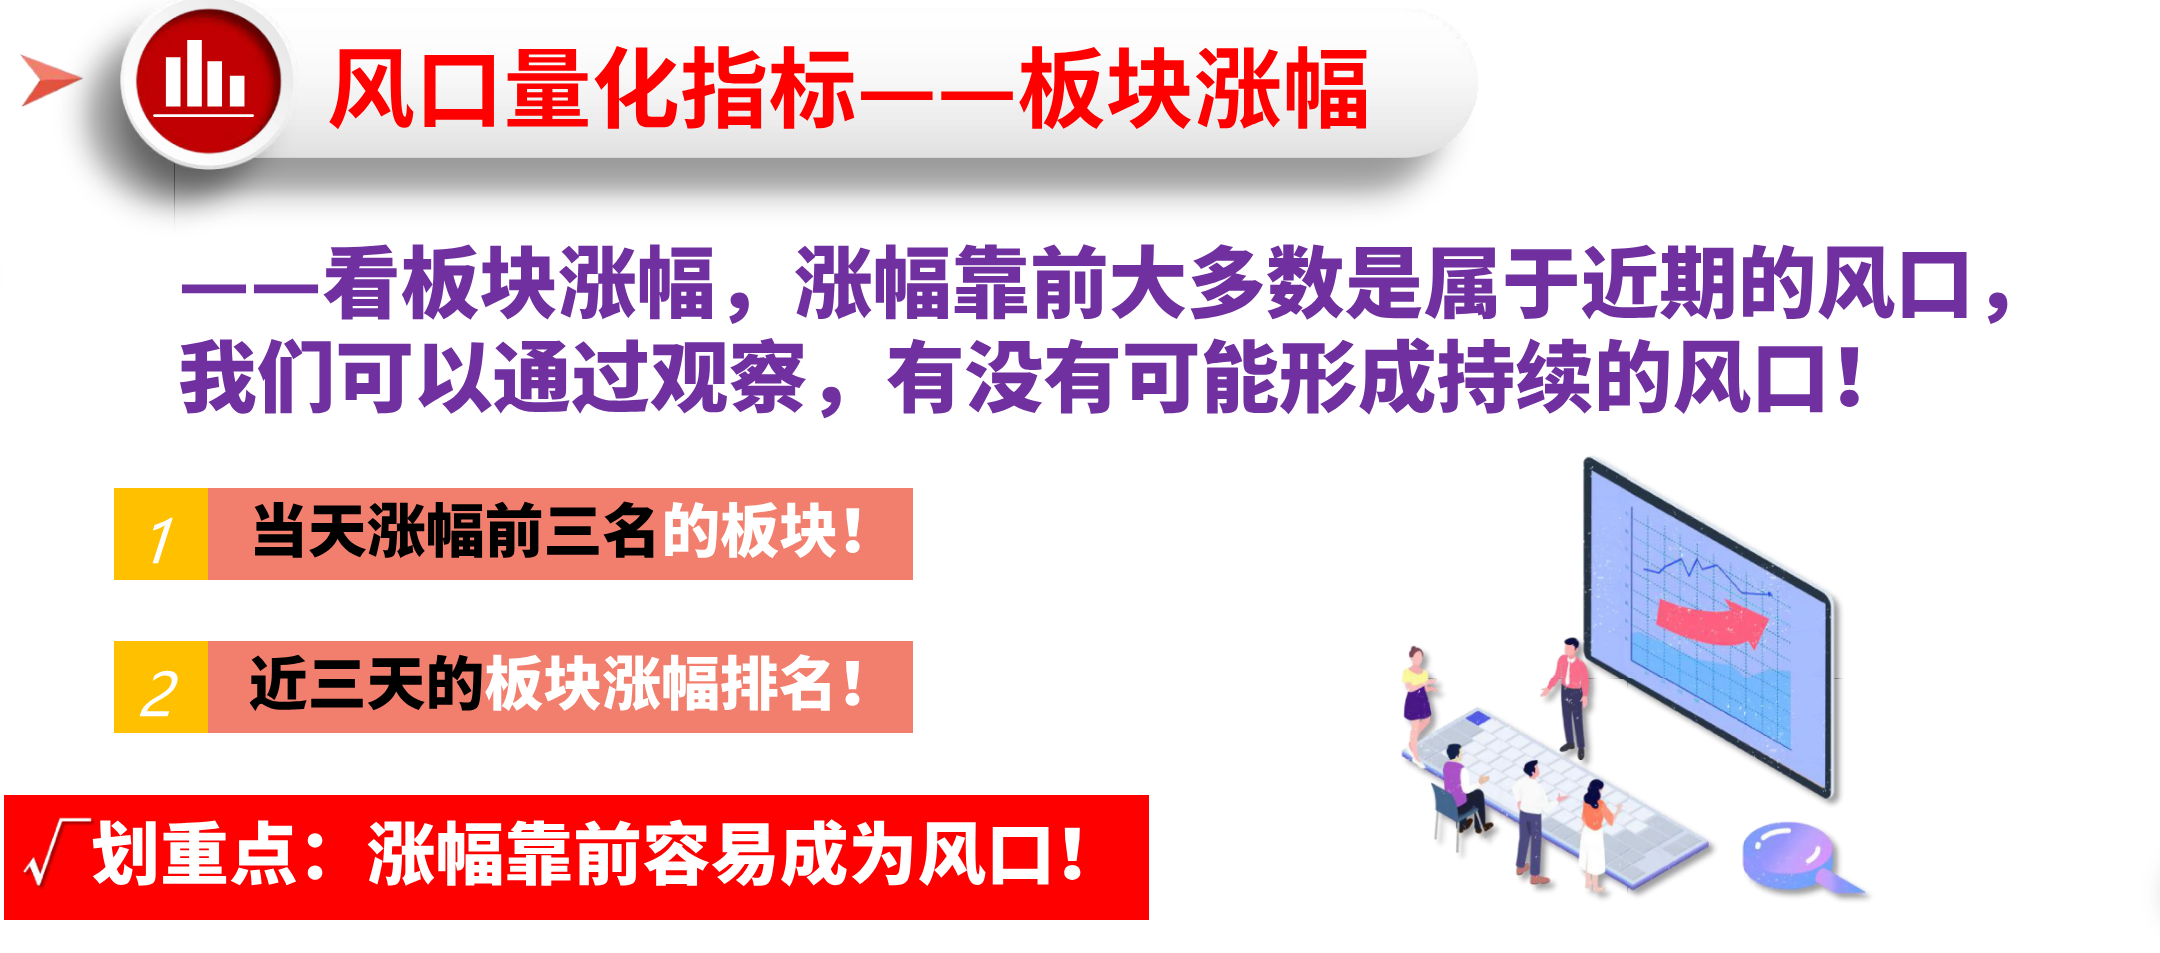 风口量化指标——板块涨幅
——看板块涨幅，涨幅靠前大多数是属于近期的风口，
我们可以通过观察，有没有可能形成持续的风口！
1 当天涨幅前三名的板块！
2 近三天的板块涨幅排名！
√划重点：涨幅靠前容易成为风口！